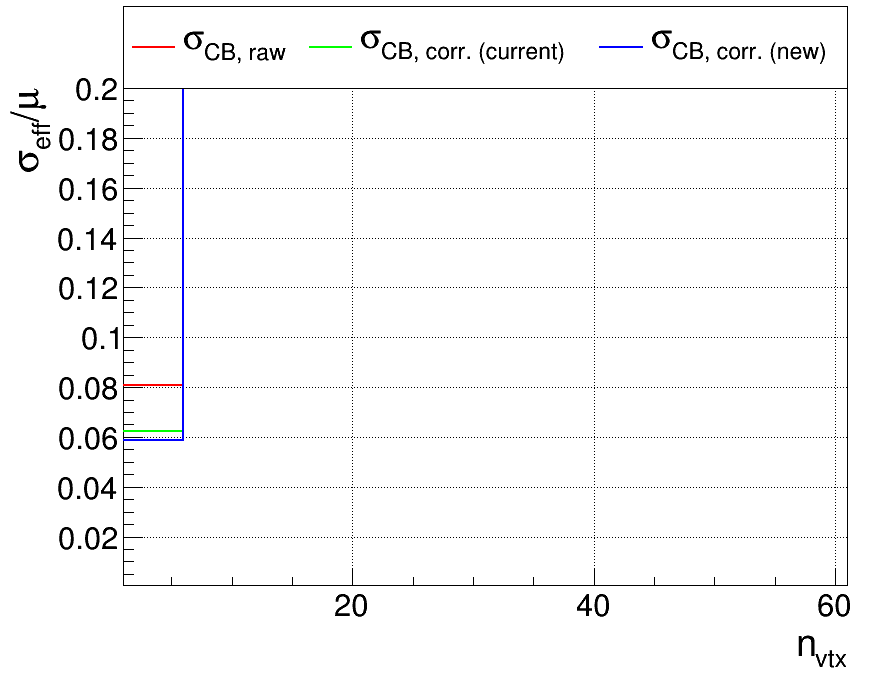 σCB, raw σCB, corr. (current) σCB, corr. (new)
σeff/μ
0.2
0.18
0.16
0.14
0.12
0.1
0.08
0.06
0.04
0.02
20 40 60
nvtx